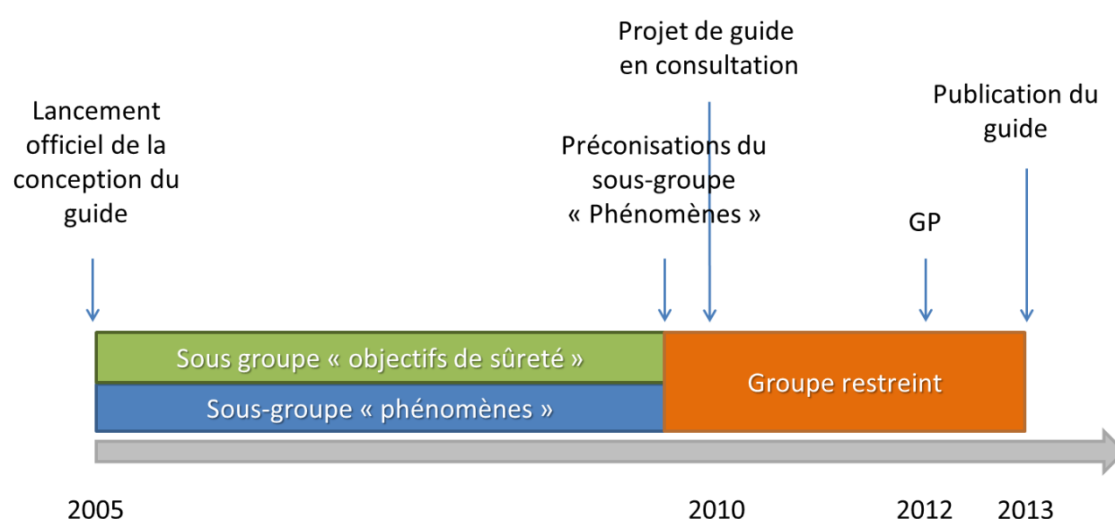 Projet de guide
en consultation
Publication du
guide
Lancement
officiel de la
conception du
guide
Préconisations du
sous-groupe
« Phénomènes »
GP
Sous groupe « objectifs de sûreté »
Sous-groupe « phénomènes »
Groupe restreint
2005
2010
2012
2013